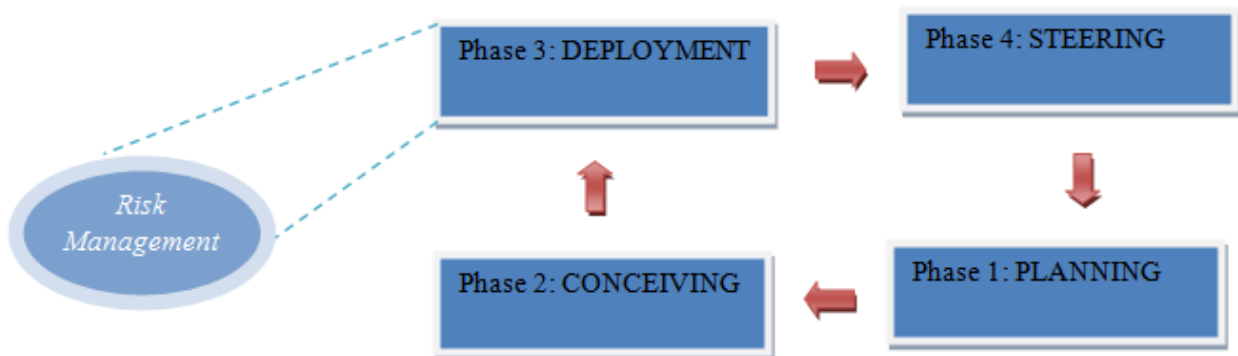 Phase 3: DEPLOYMENT
Phase 4: STEERING
Risk
Management
Phase 2: CONCEIVING
Phase 1: PLANNING